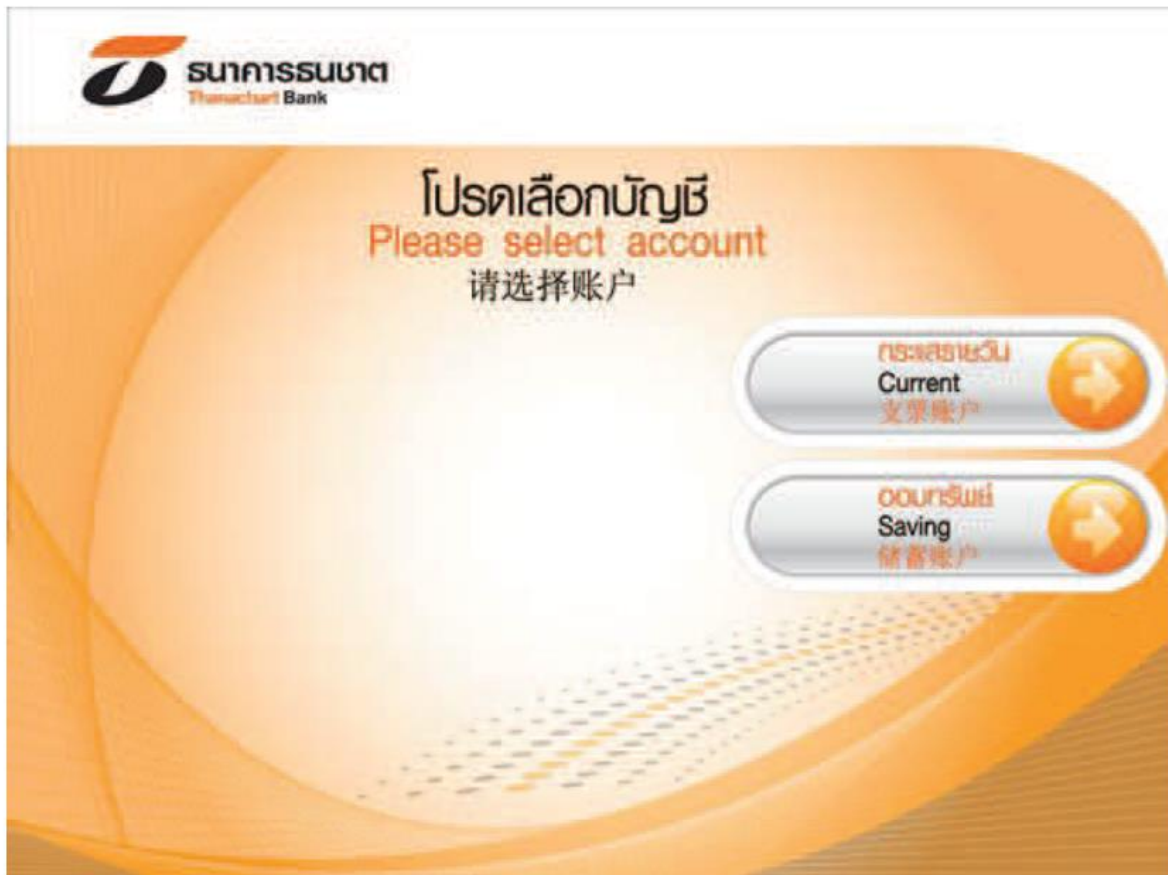 ธนาคารธนชาต
Thanachart Bank
โปรดเลือกบัญชี
Please select account
请选择账户
กระแสรายวัน
Current
支票账户
ออมทรัพย์
Saving
储蓄账户